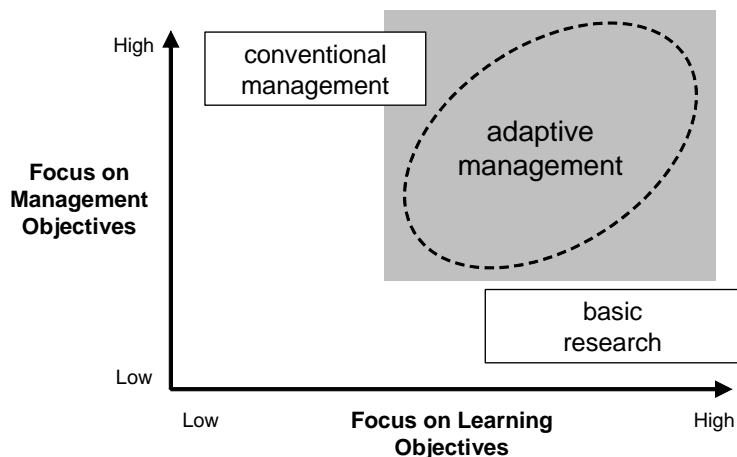 High
conventional
management
adaptive
management
Focus on
Management
Objectives
basic
research
Low
Low
Focus on Learning
Objectives
High